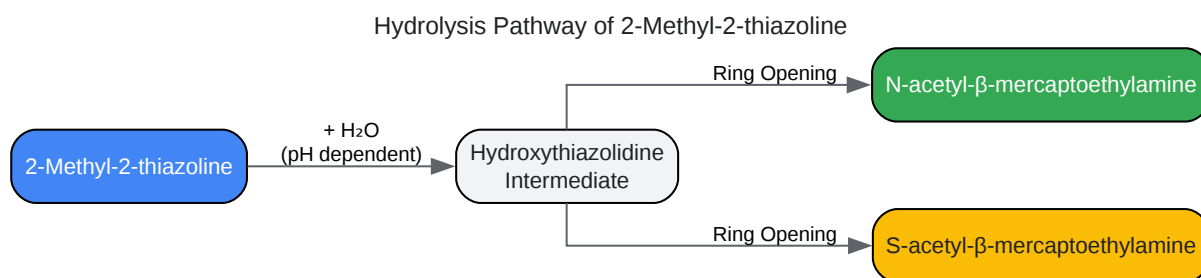 Hydrolysis Pathway of 2-Methyl-2-thiazoline
2-Methyl-2-thiazoline
+ H₂O
(pH dependent)
Hydroxythiazolidine
Intermediate
Ring Opening
N-acetyl-β-mercaptoethylamine
Ring Opening
S-acetyl-β-mercaptoethylamine